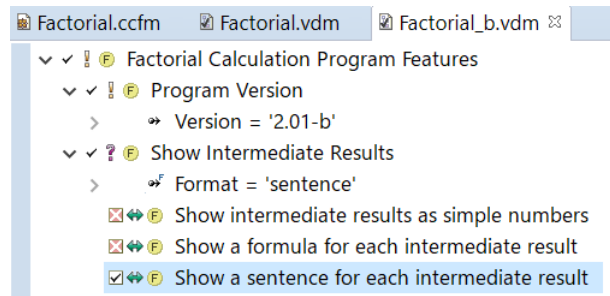 Factorial.ccfm Factorial.vdm Factorial_b.vdm
Factorial Calculation Program Features
Program Version
Version = '2.01-b'
Show Intermediate Results
Format = 'sentence'
Show intermediate results as simple numbers
Show a formula for each intermediate result
Show a sentence for each intermediate result